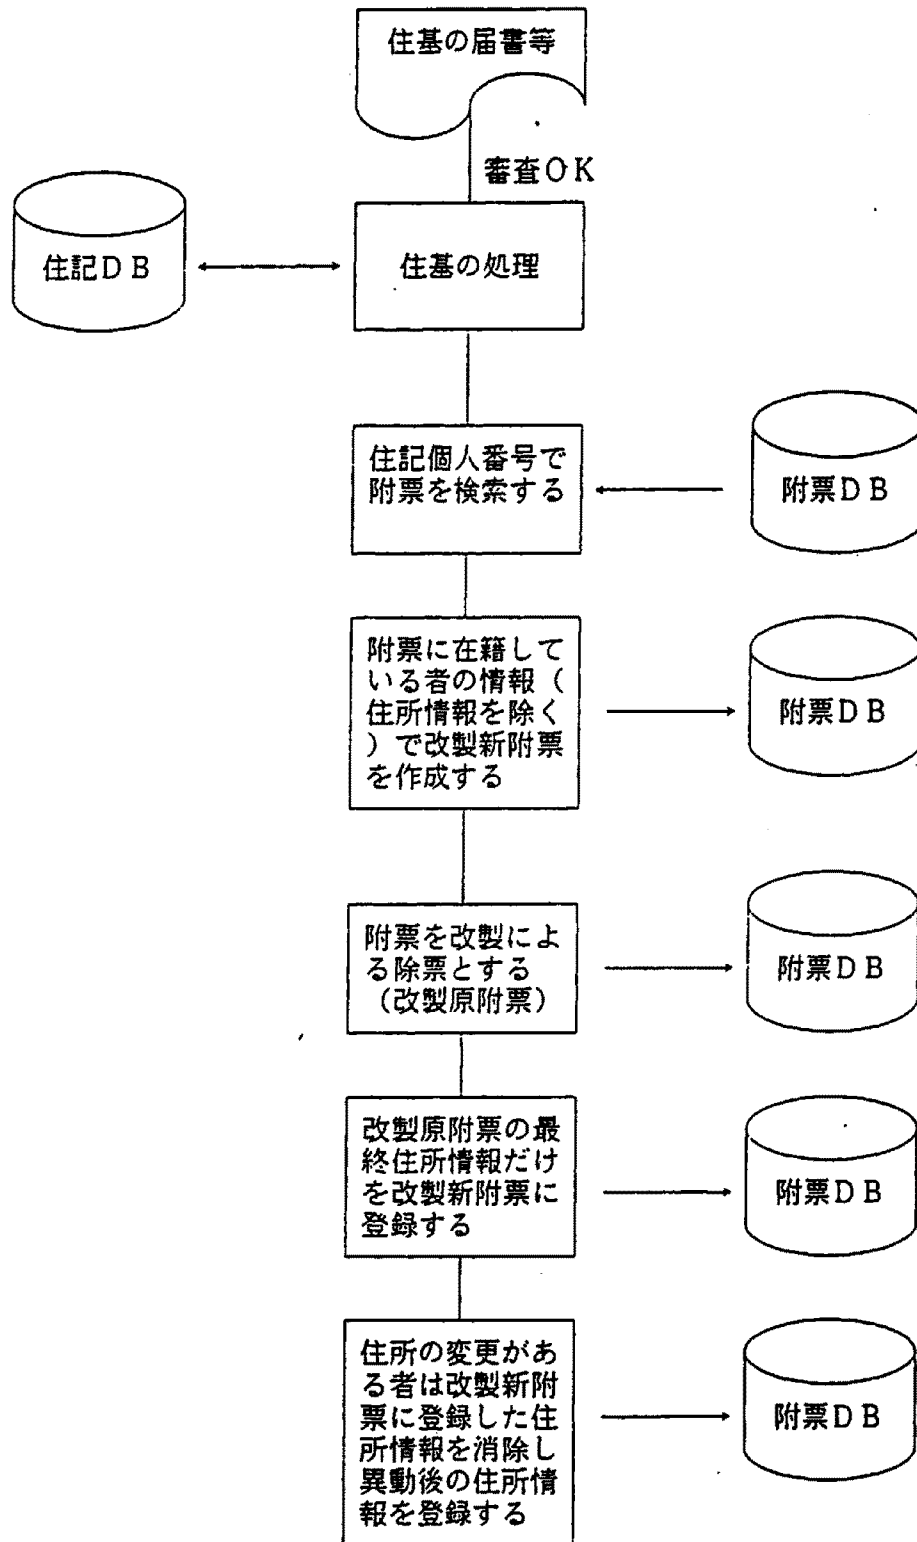 住基の届書等
審査ＯＫ
住記ＤＢ
住基の処理
住記個人番号で
附票を検索する
附票ＤＢ
附票に在籍して
いる者の情報（
住所情報を除く
）で改製新附票
を作成する
附票ＤＢ
附票を改製によ
る除票とする
（改製原附票）
附票ＤＢ
改製原附票の最
終住所情報だけ
を改製新附票に
登録する
附票ＤＢ
住所の変更があ
る者は改製新附
票に登録した住
所情報を消除し
異動後の住所情
報を登録する
附票ＤＢ